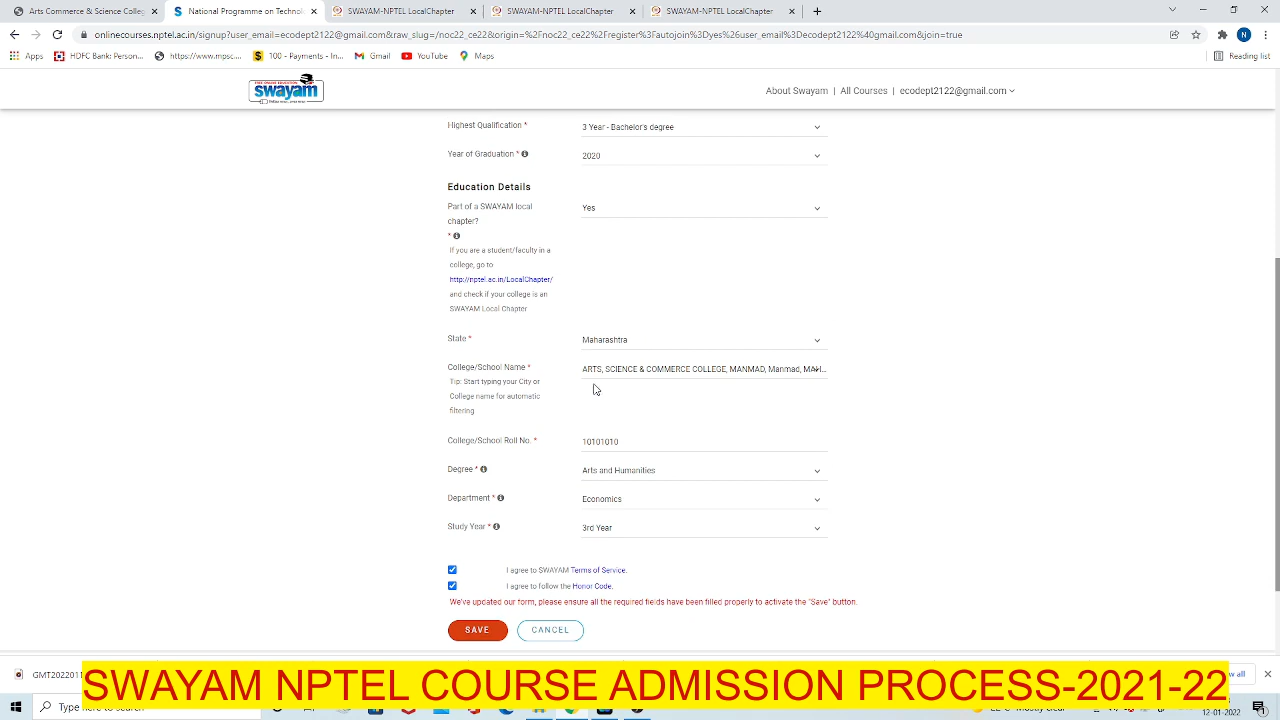 Arts Commerce & Science College
National Programme on Technol
SWAYAM-NPTEL LocalChapter
SWAYAM-NPTEL LocalChapter
SWAYAM-NPTEL LocalChapter
onlinecourses.nptel.ac.in/signup?user_email=ecodept2122@gmail.com&raw_slug=/noc22_ce22&origin=%2Fnoc22_ce22%2Fregister%3Fautojoin%3Dyes%26user_email%3Decodept2122%40gmail.com&join=true
Apps
HDFC Banking: Person...
https://www.mpsc....
100 - Payments - In...
Gmail
YouTube
Maps
Reading list
swayam
About Swayam | All Courses | ecodept2122@gmail.com
Highest Qualification * 3 Year - Bachelor's degree
Year of Graduation * 2020
Education Details
Part of a SWAYAM local Yes
chapter?
*
If you are a student/faculty in a
college, go to
http://nptel.ac.in/LocalChapter/
and check if your college is an
SWAYAM Local Chapter
State * Maharashtra
College/School Name * ARTS, SCIENCE & COMMERCE COLLEGE, MANMAD, Manmad,
Tip: Start typing your City or
College name for automatic
filtering
College/School Roll No. * 10101010
Degree * Arts and Humanities
Department * Economics
Study Year * 3rd Year
I agree to SWAYAM Terms of Service.
I agree to follow the Honor Code.
We've updated our form, please ensure all the required fields have been filled properly to activate the "Save" button.
SAVE CANCEL
SWAYAM NPTEL COURSE ADMISSION PROCESS-2021-22
12-01-2022